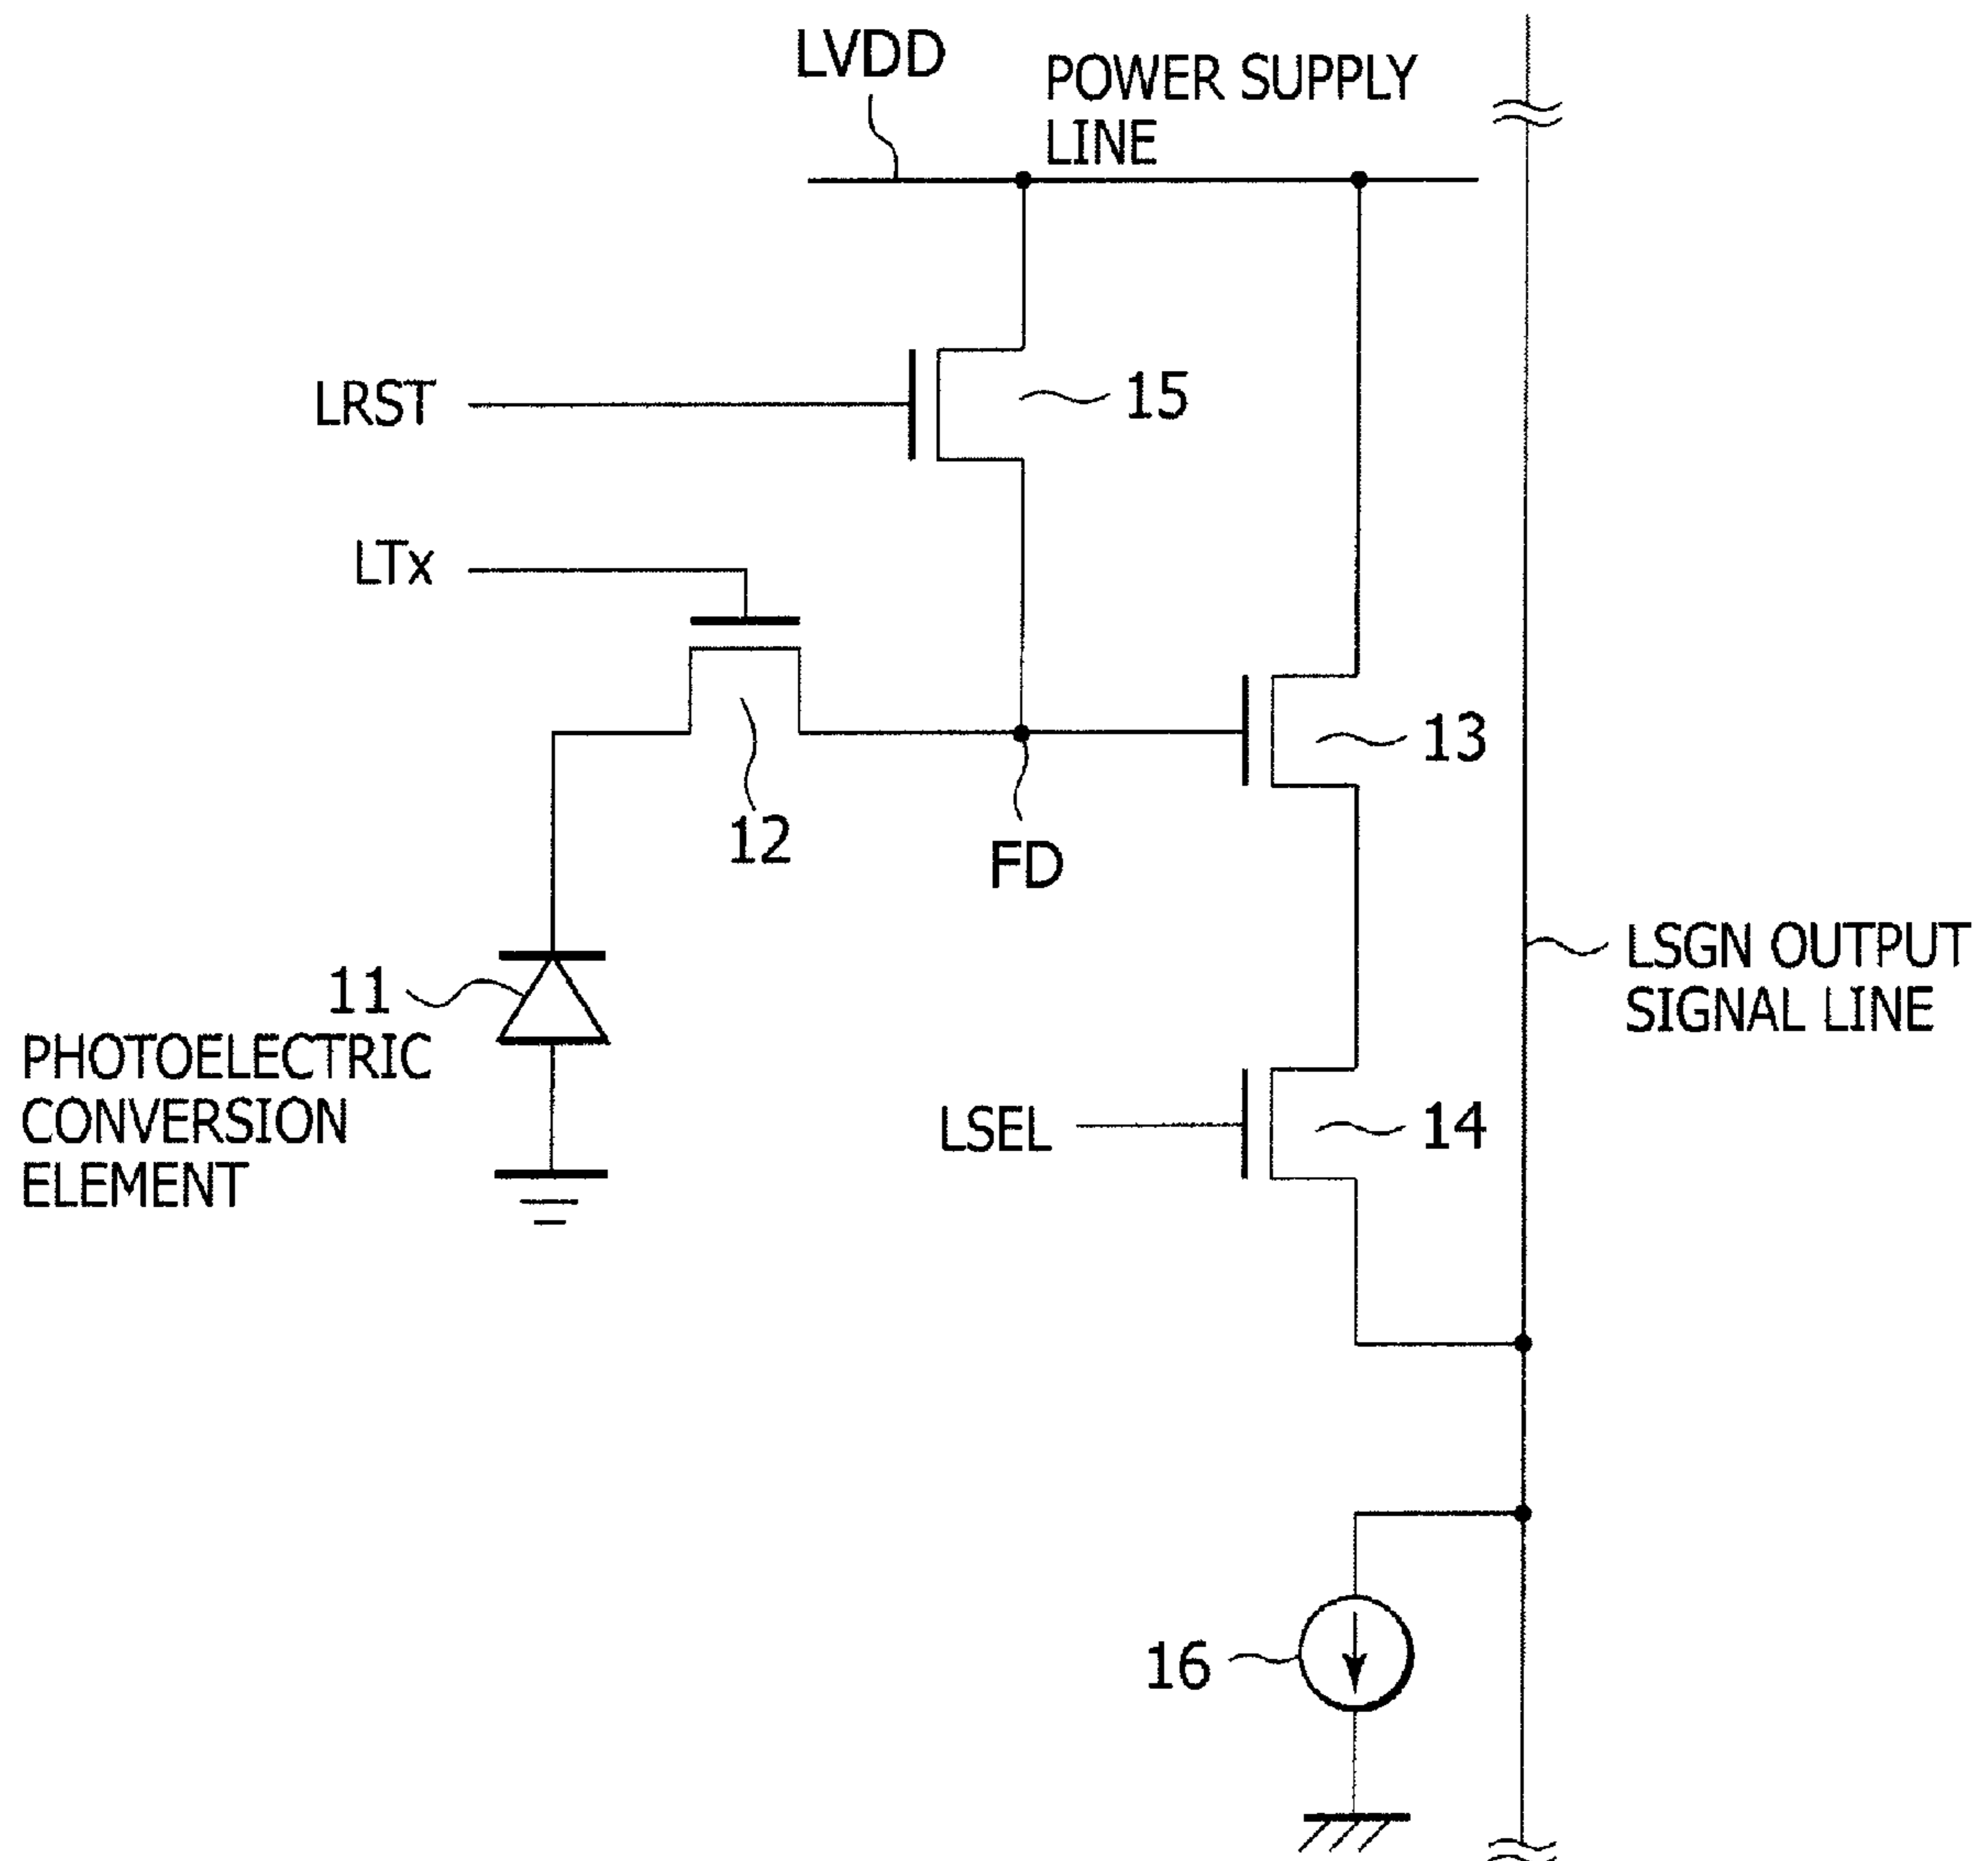 LVDD
POWER SUPPLY
LINE
LRST
15
LTx
13
12
FD
LSGN OUTPUT
SIGNAL LINE
11
PHOTOELECTRIC
CONVERSION
ELEMENT
LSEL
14
16